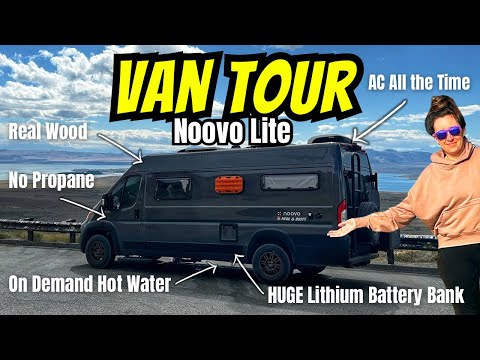 VAN TOUR
Noovo Lite
AC All the Time
Real Wood
No Propane
noovo
On Demand Hot Water
HUGE Lithium Battery Bank